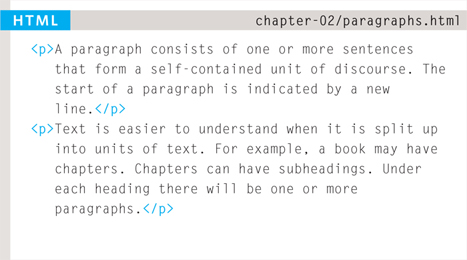 HTML
chapter-02/paragraphs.html
<p>A paragraph consists of one or more sentences
that form a self-contained unit of discourse. The
start of a paragraph is indicated by a new
line.</p>
<p>Text is easier to understand when it is split up
into units of text. For example, a book may have
chapters. Chapters can have subheadings. Under
each heading there will be one or more
paragraphs.</p>